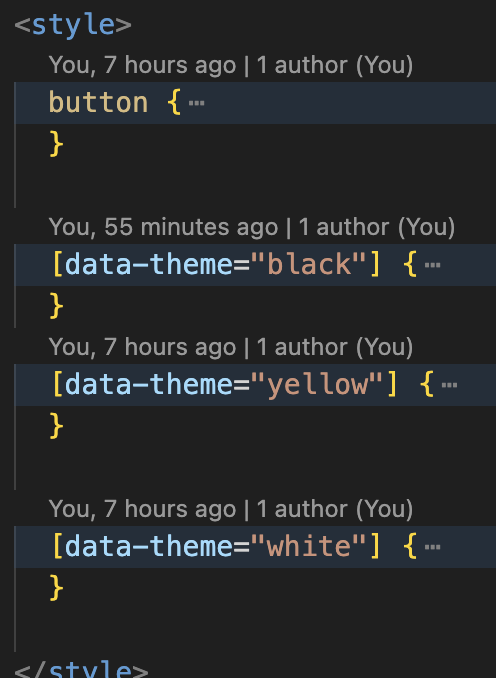 <style>
You, 7 hours ago | 1 author (You)
button {⋯
}
You, 55 minutes ago | 1 author (You)
[data-theme="black"] {⋯
}
You, 7 hours ago | 1 author (You)
[data-theme="yellow"] {⋯
}
You, 7 hours ago | 1 author (You)
[data-theme="white"] {⋯
}
</style>